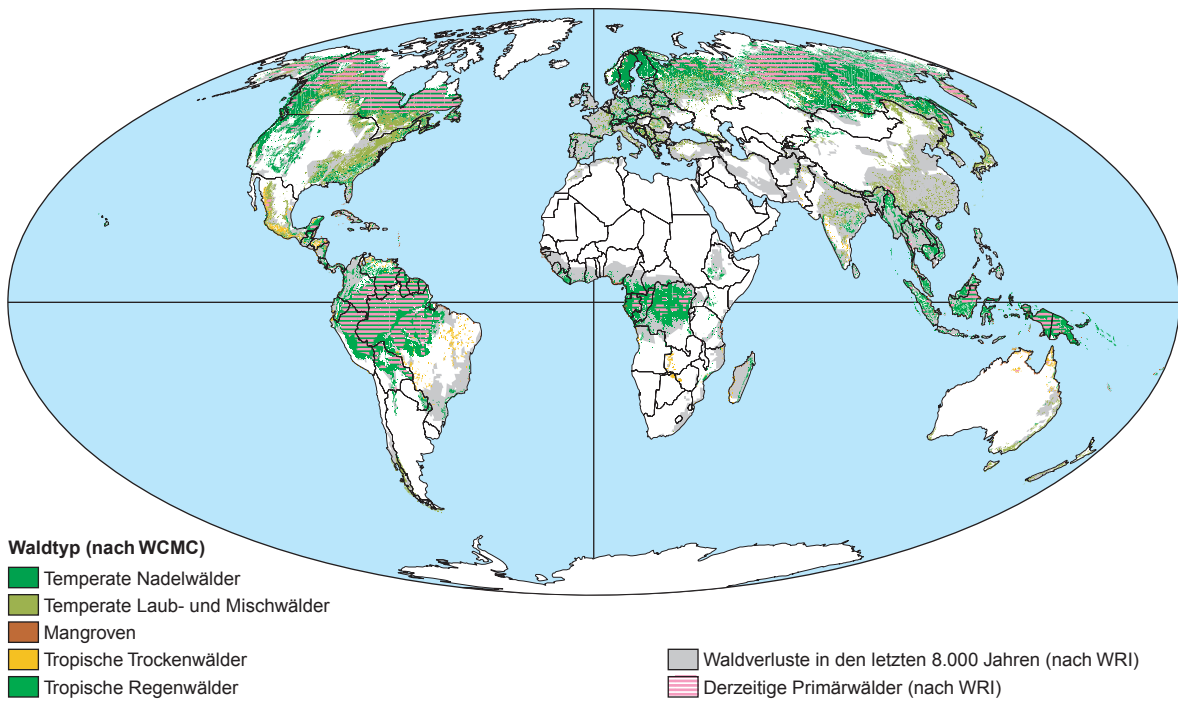 Waldtyp (nach WCMC)
Temperate Nadelwälder
Temperate Laub- und Mischwälder
Mangroven
Tropische Trockenwälder
Tropische Regenwälder
Waldverluste in den letzten 8.000 Jahren (nach WRI)
Derzeitige Primärwälder (nach WRI)